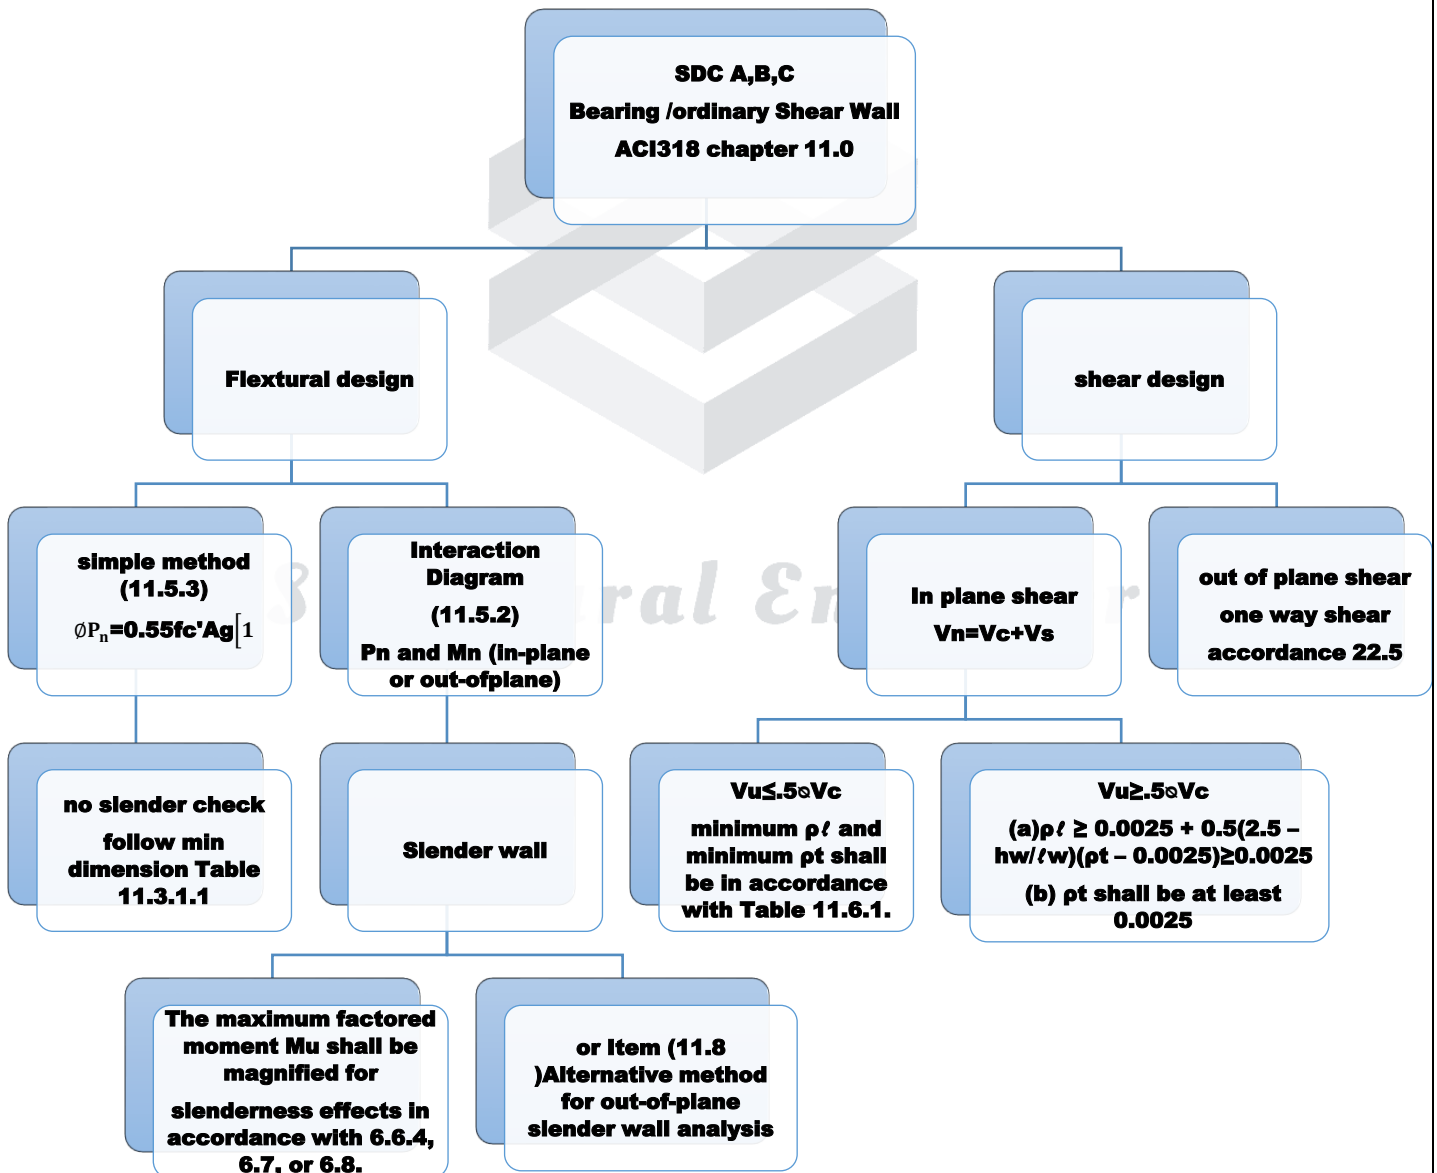 SDC A,B,C
Bearing /ordinary Shear Wall
ACI318 chapter 11.0
Flextural design
shear design
simple method
(11.5.3)
∅Pn=0.55fc'Ag[1
Interaction
Diagram
(11.5.2)
Pn and Mn (in-plane
or out-ofplane)
In plane shear
Vn=Vc+Vs
out of plane shear
one way shear
accordance 22.5
no slender check
follow min
dimension Table
11.3.1.1
Slender wall
Vu≤.5⌀Vc
minimum ρℓ and
minimum ρt shall
be in accordance
with Table 11.6.1.
Vu≥.5⌀Vc
(a)ρℓ ≥ 0.0025 + 0.5(2.5 –
hw/ℓw)(ρt – 0.0025)≥0.0025
(b) ρt shall be at least
0.0025
The maximum factored
moment Mu shall be
magnified for
slenderness effects in
accordance with 6.6.4,
6.7, or 6.8.
or Item (11.8
)Alternative method
for out-of-plane
slender wall analysis